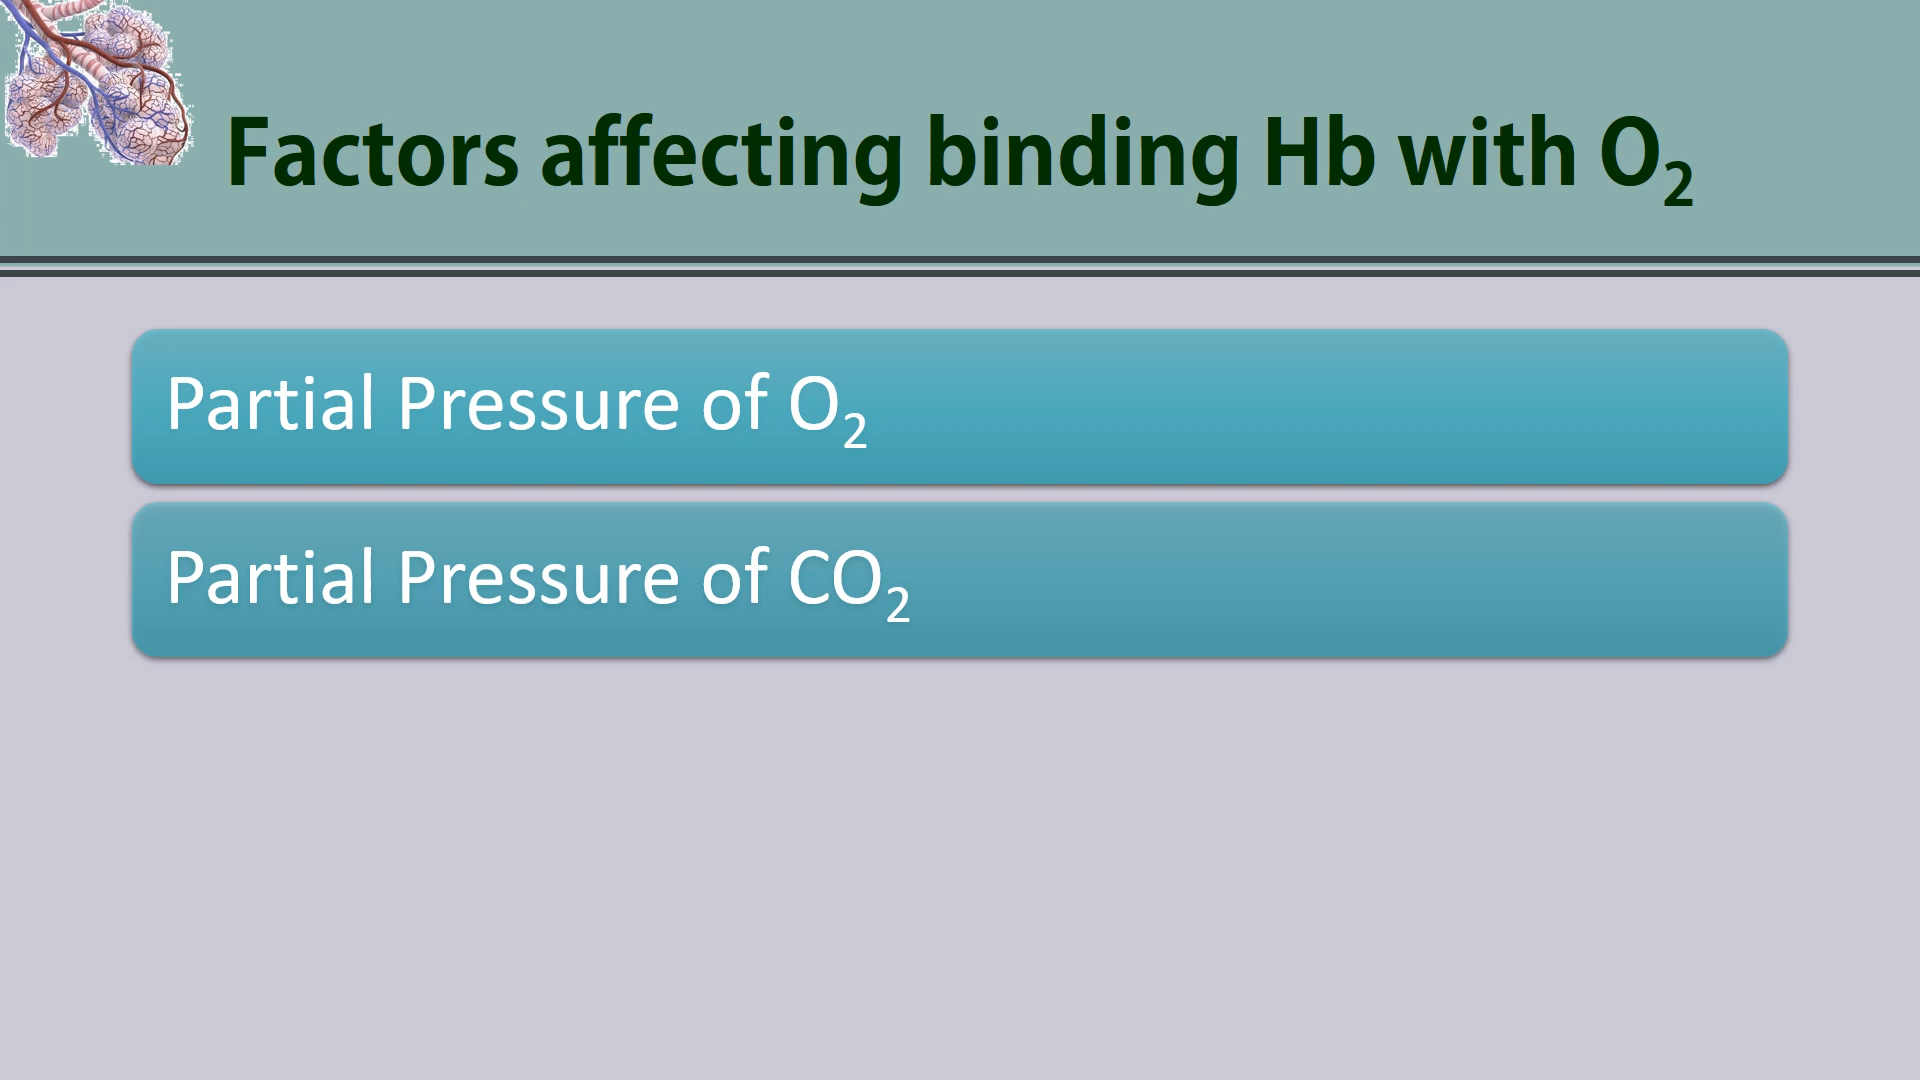 Factors affecting binding Hb with O₂
Partial Pressure of O₂
Partial Pressure of CO₂